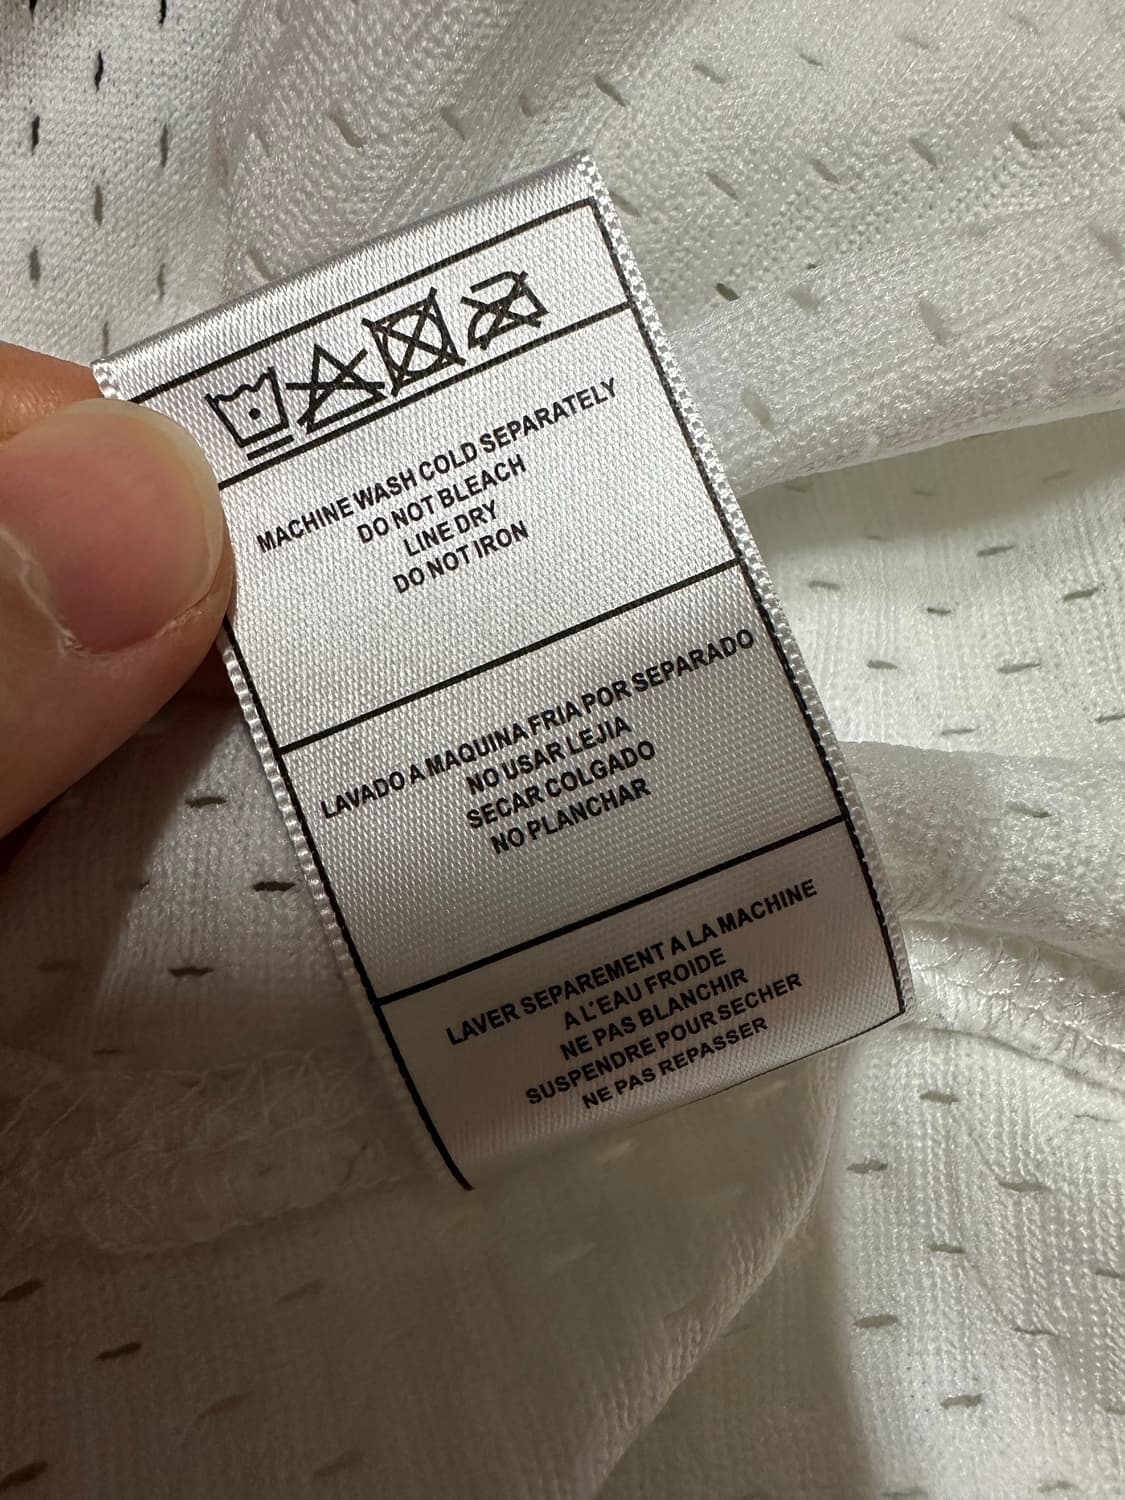 MACHINE WASH COLD SEPARATELY
DO NOT BLEACH
LINE DRY
DO NOT IRON
LAVADO A MAQUINA FRIA POR SEPARADO
NO USAR LEJIA
SECAR COLGADO
NO PLANCHAR
LAVER SEPAREMENT A LA MACHINE
A L'EAU FROIDE
NE PAS BLANCHIR
SUSPENDRE POUR SECHER
NE PAS REPASSER